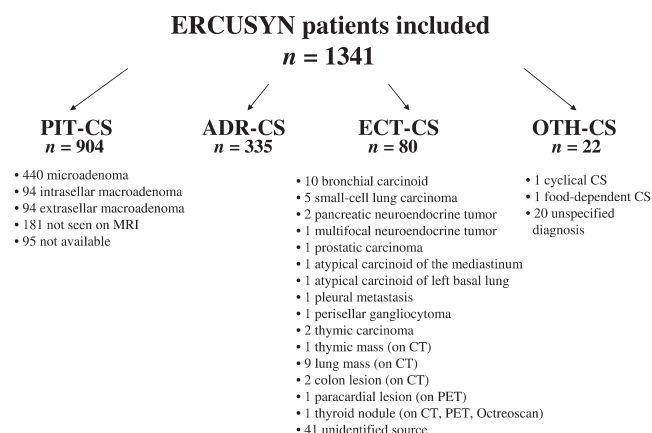 ERCUSYN patients included
n = 1341
PIT-CS
n = 904
• 440 microadenoma
• 94 intrasellar macroadenoma
• 94 extrasellar macroadenoma
• 181 not seen on MRI
• 95 not available
ADR-CS
n = 335
ECT-CS
n = 80
• 10 bronchial carcinoid
• 5 small-cell lung carcinoma
• 2 pancreatic neuroendocrine tumor
• 1 multifocal neuroendocrine tumor
• 1 prostatic carcinoma
• 1 atypical carcinoid of the mediastinum
• 1 atypical carcinoid of left basal lung
• 1 pleural metastasis
• 1 perisellar gangliocytoma
• 2 thymic carcinoma
• 1 thymic mass (on CT)
• 9 lung mass (on CT)
• 2 colon lesion (on CT)
• 1 paracardial lesion (on PET)
• 1 thyroid nodule (on CT, PET, Octreoscan)
• 41 unidentified source
OTH-CS
n = 22
• 1 cyclical CS
• 1 food-dependent CS
• 20 unspecified
diagnosis